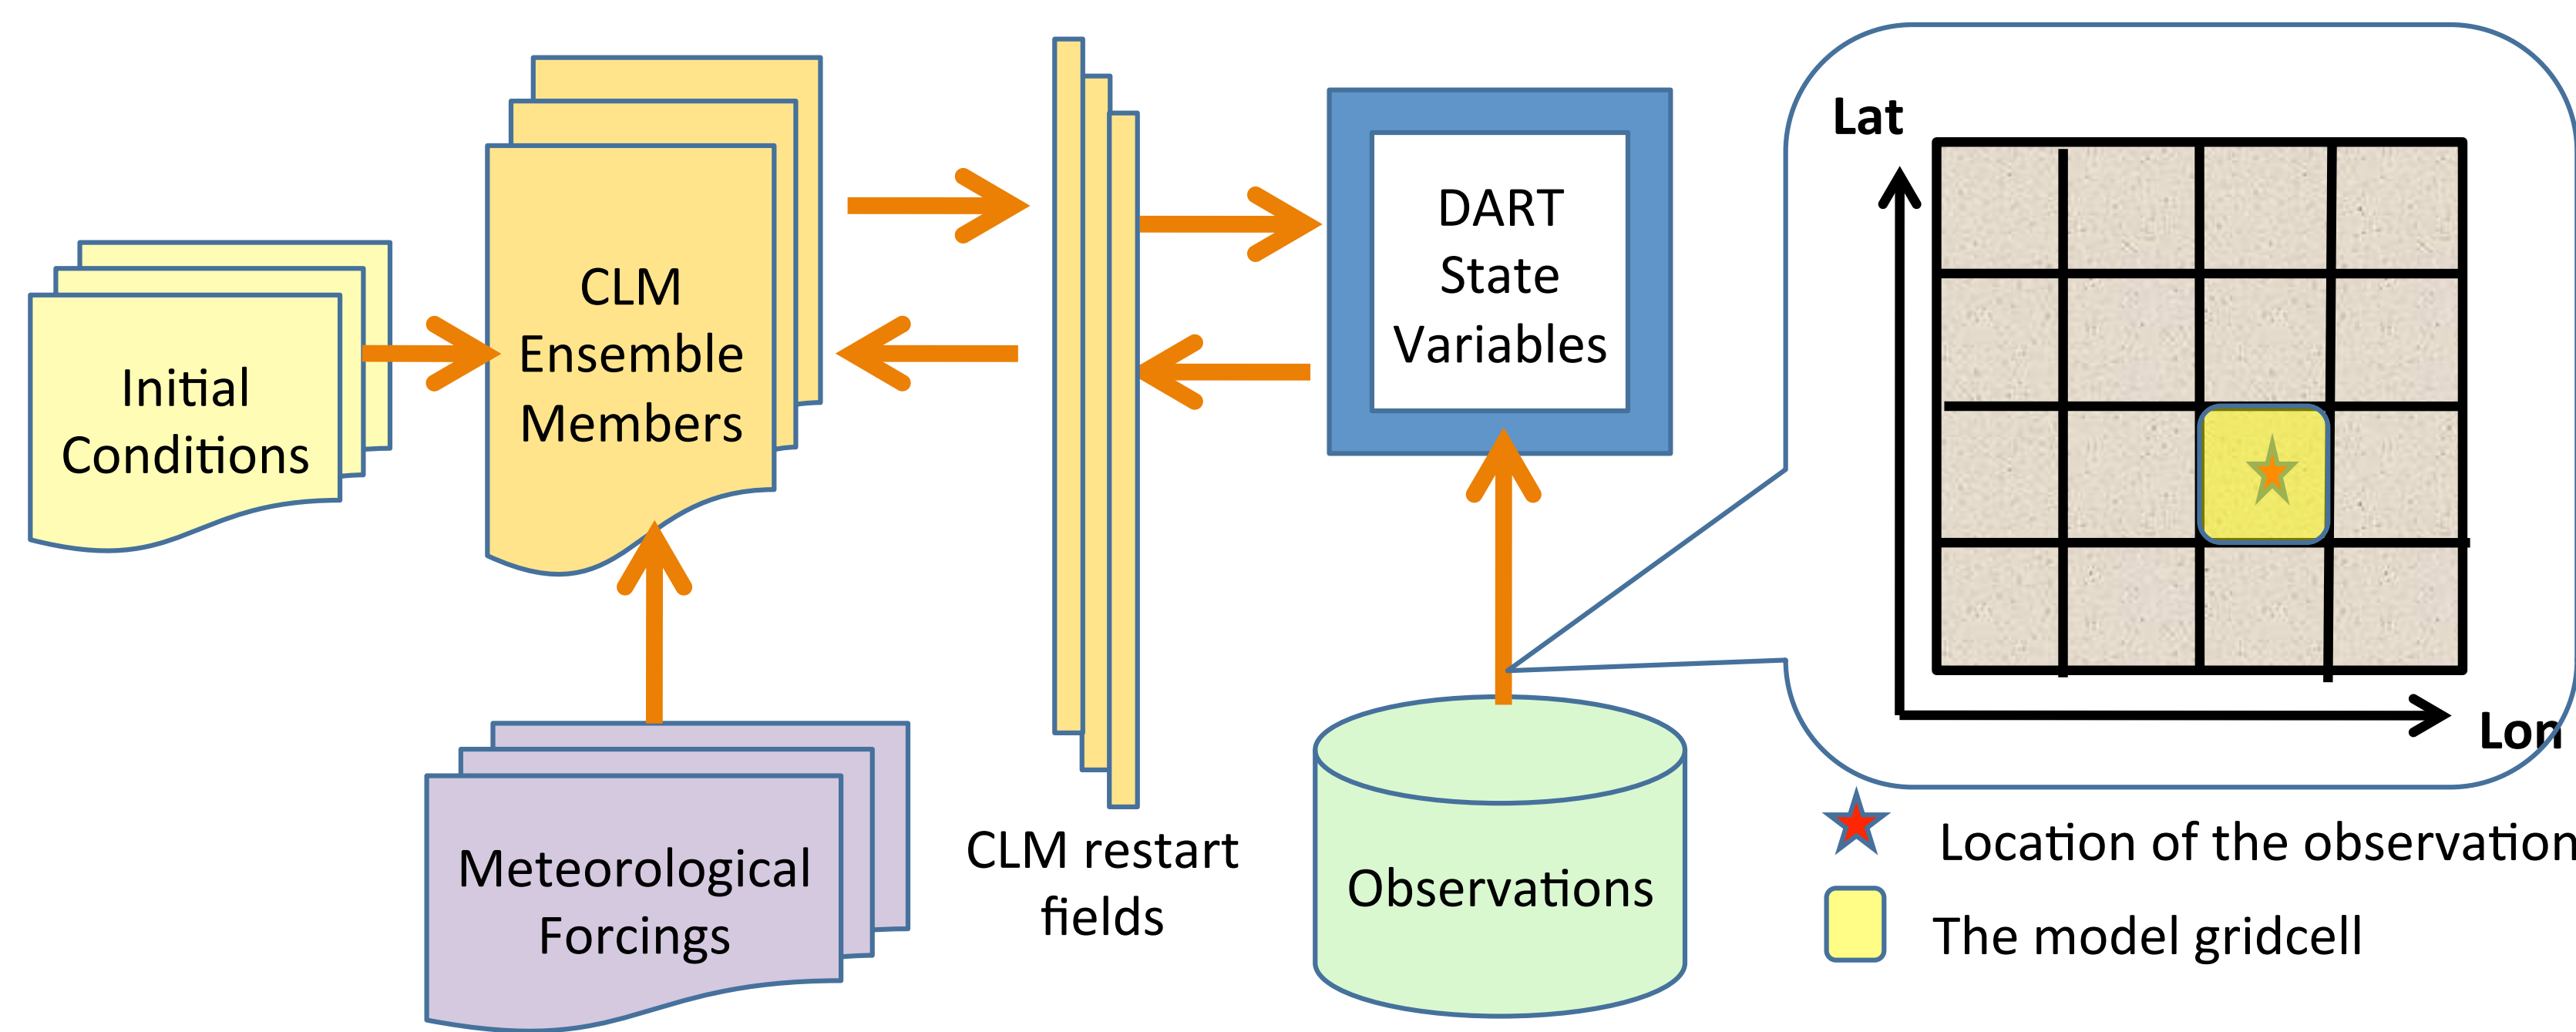 Initial
Conditions
CLM
Ensemble
Members
Meteorological
Forcings
CLM restart
fields
DART
State
Variables
Observations
Lat
Lon
Location of the observation
The model gridcell